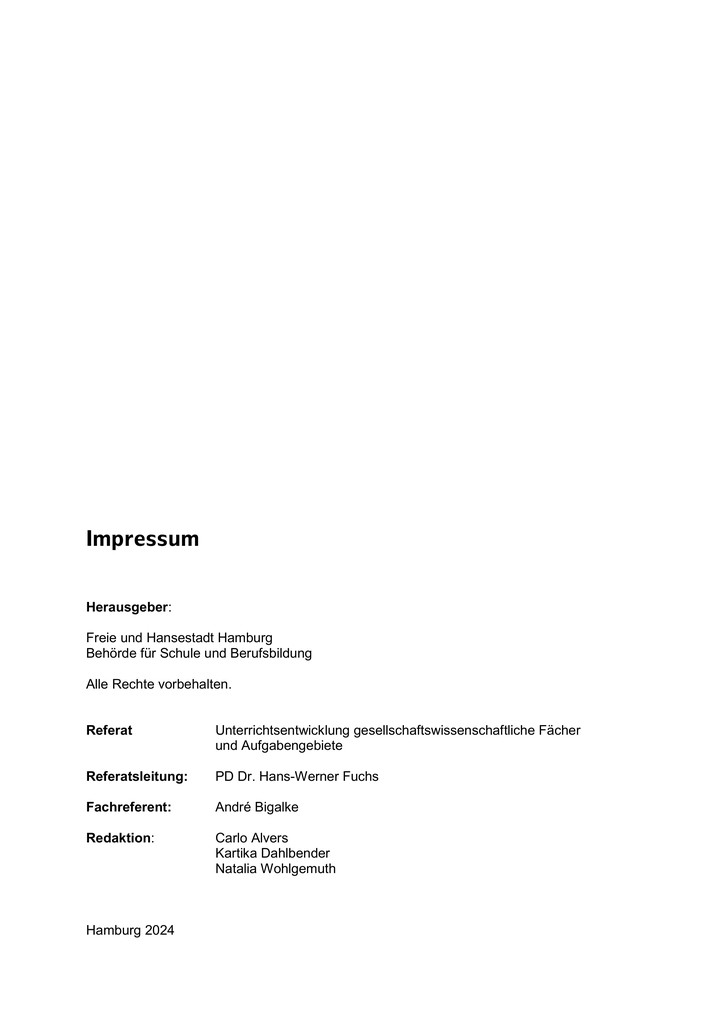 Impressum
Herausgeber:
Freie und Hansestadt Hamburg
Behörde für Schule und Berufsbildung
Alle Rechte vorbehalten.
Referat Unterrichtsentwicklung gesellschaftswissenschaftliche Fächer
und Aufgabengebiete
Referatsleitung: PD Dr. Hans-Werner Fuchs
Fachreferent: André Bigalke
Redaktion: Carlo Alvers
Kartika Dahlbender
Natalia Wohlgemuth
Hamburg 2024